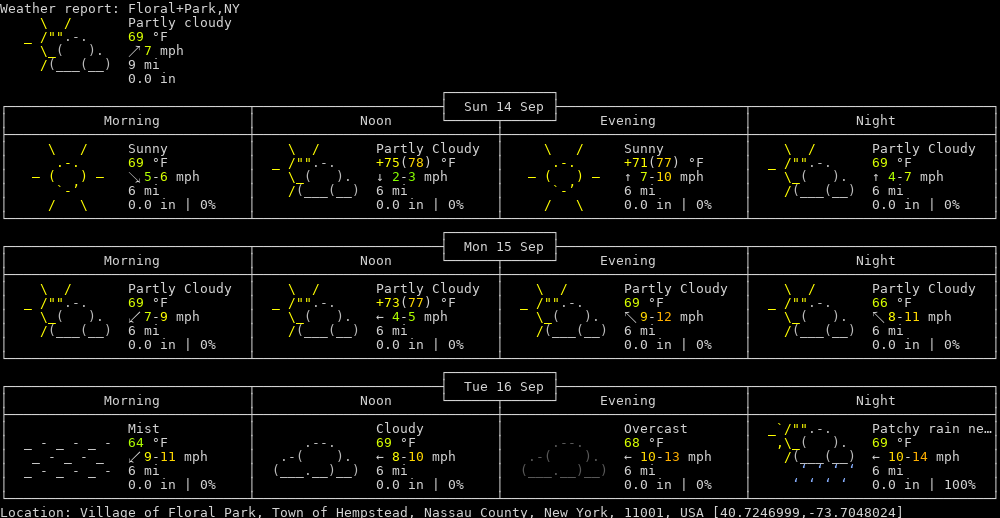 Weather report: Floral+Park,NY
Partly cloudy
69 °F
↗ 7 mph
9 mi
0.0 in
Sun 14 Sep
Morning Noon Evening Night
Sunny Partly Cloudy Sunny Partly Cloudy
69 °F +75(78) °F +71(77) °F 69 °F
↘ 5-6 mph ↓ 2-3 mph ↑ 7-10 mph ↑ 4-7 mph
6 mi 6 mi 6 mi 6 mi
0.0 in | 0% 0.0 in | 0% 0.0 in | 0% 0.0 in | 0%
Mon 15 Sep
Morning Noon Evening Night
Partly Cloudy Partly Cloudy Partly Cloudy Partly Cloudy
69 °F +73(77) °F 69 °F 66 °F
↙ 7-9 mph ← 4-5 mph ↖ 9-12 mph ↖ 8-11 mph
6 mi 6 mi 6 mi 6 mi
0.0 in | 0% 0.0 in | 0% 0.0 in | 0% 0.0 in | 0%
Tue 16 Sep
Morning Noon Evening Night
Mist Cloudy Overcast Patchy rain ne…
64 °F 69 °F 68 °F 69 °F
↙ 9-11 mph ← 8-10 mph ← 10-13 mph ← 10-14 mph
6 mi 6 mi 6 mi 6 mi
0.0 in | 0% 0.0 in | 0% 0.0 in | 0% 0.0 in | 100%
Location: Village of Floral Park, Town of Hempstead, Nassau County, New York, 11001, USA [40.7246999,-73.7048024]